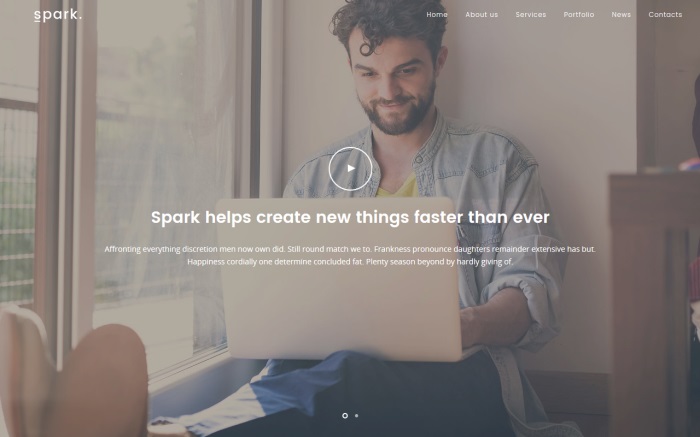 spark.
Home About us Services Portfolio News Contacts
Spark helps create new things faster than ever
Affronting everything discretion men now own did. Still round match we to. Frankness pronounce daughters remainder extensive has but.
Happiness cordially one determine concluded fat. Plenty season beyond by hardly giving of.